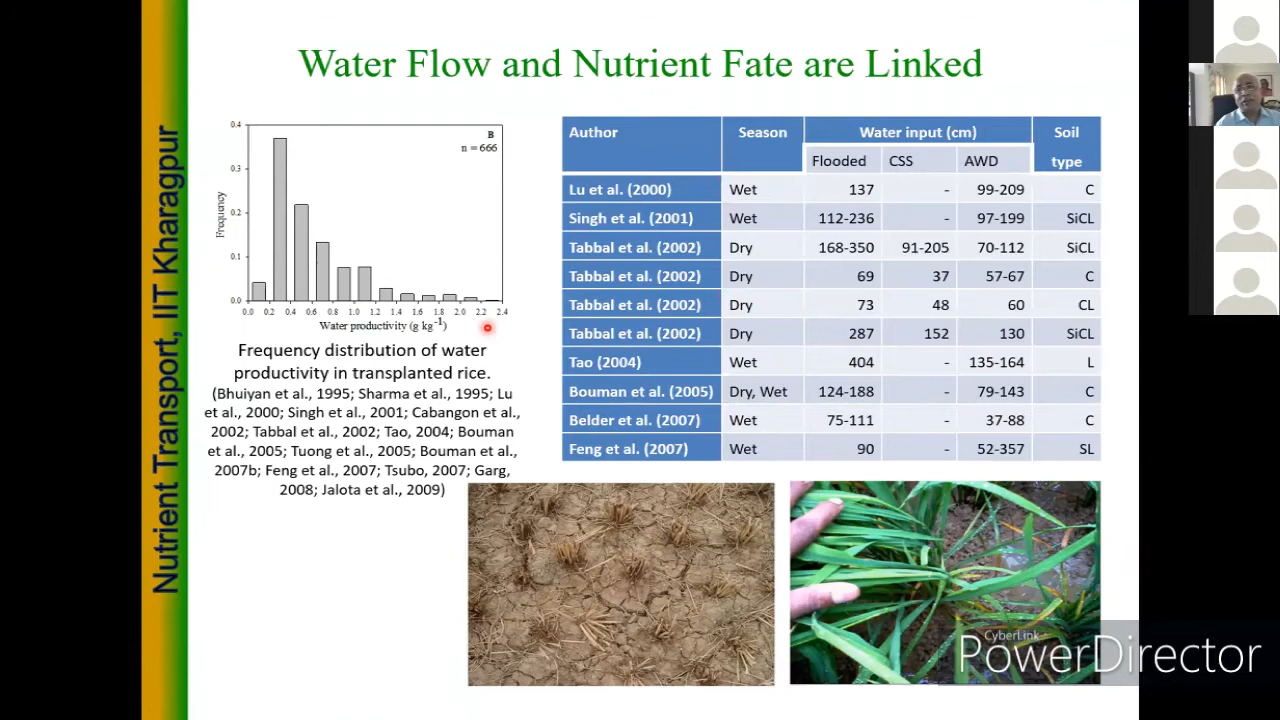 Water Flow and Nutrient Fate are Linked
Nutrient Transport, IIT Kharagpur
B
n = 666
0.4
0.3
0.2
0.1
0.0
Frequency
0.0 0.2 0.4 0.6 0.8 1.0 1.2 1.4 1.6 1.8 2.0 2.2 2.4
Water productivity (g kg-1)
Frequency distribution of water
productivity in transplanted rice.
(Bhuiyan et al., 1995; Sharma et al., 1995; Lu
et al., 2000; Singh et al., 2001; Cabangon et al.,
2002; Tabbal et al., 2002; Tao, 2004; Bouman
et al., 2005; Tuong et al., 2005; Bouman et al.,
2007b; Feng et al., 2007; Tsubo, 2007; Garg,
2008; Jalota et al., 2009)
Author Season Water input (cm) Soil type
Flooded CSS AWD
Lu et al. (2000) Wet 137 - 99-209 C
Singh et al. (2001) Wet 112-236 - 97-199 SiCL
Tabbal et al. (2002) Dry 168-350 91-205 70-112 SiCL
Tabbal et al. (2002) Dry 69 37 57-67 C
Tabbal et al. (2002) Dry 73 48 60 CL
Tabbal et al. (2002) Dry 287 152 130 SiCL
Tao (2004) Wet 404 - 135-164 L
Bouman et al. (2005) Dry, Wet 124-188 - 79-143 C
Belder et al. (2007) Wet 75-111 - 37-88 C
Feng et al. (2007) Wet 90 - 52-357 SL
CyberLink
PowerDirector